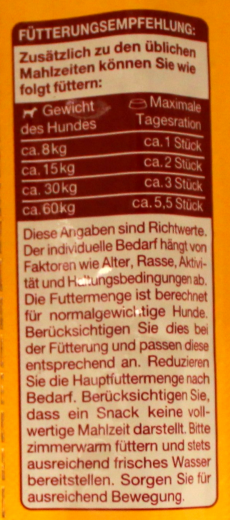 FÜTTERUNGSEMPFEHLUNG:
Zusätzlich zu den üblichen
Mahlzeiten können Sie wie
folgt füttern:
Gewicht des Hundes
Maximale Tagesration
ca. 8 kg ca. 1 Stück
ca. 15 kg ca. 2 Stück
ca. 30 kg ca. 3 Stück
ca. 60 kg ca. 5,5 Stück
Diese Angaben sind Richtwerte.
Der individuelle Bedarf hängt von
Faktoren wie Alter, Rasse, Aktivi-
tät und Haltungsbedingungen ab.
Die Futtermenge ist berechnet
für normalgewichtige Hunde.
Berücksichtigen Sie dies bei
der Fütterung und passen diese
entsprechend an. Reduzieren
Sie die Hauptfuttermenge nach
Bedarf. Berücksichtigen Sie,
dass ein Snack keine voll-
wertige Mahlzeit darstellt. Bitte
zimmerwarm füttern und stets
ausreichend frisches Wasser
bereitstellen. Sorgen Sie für
ausreichend Bewegung.